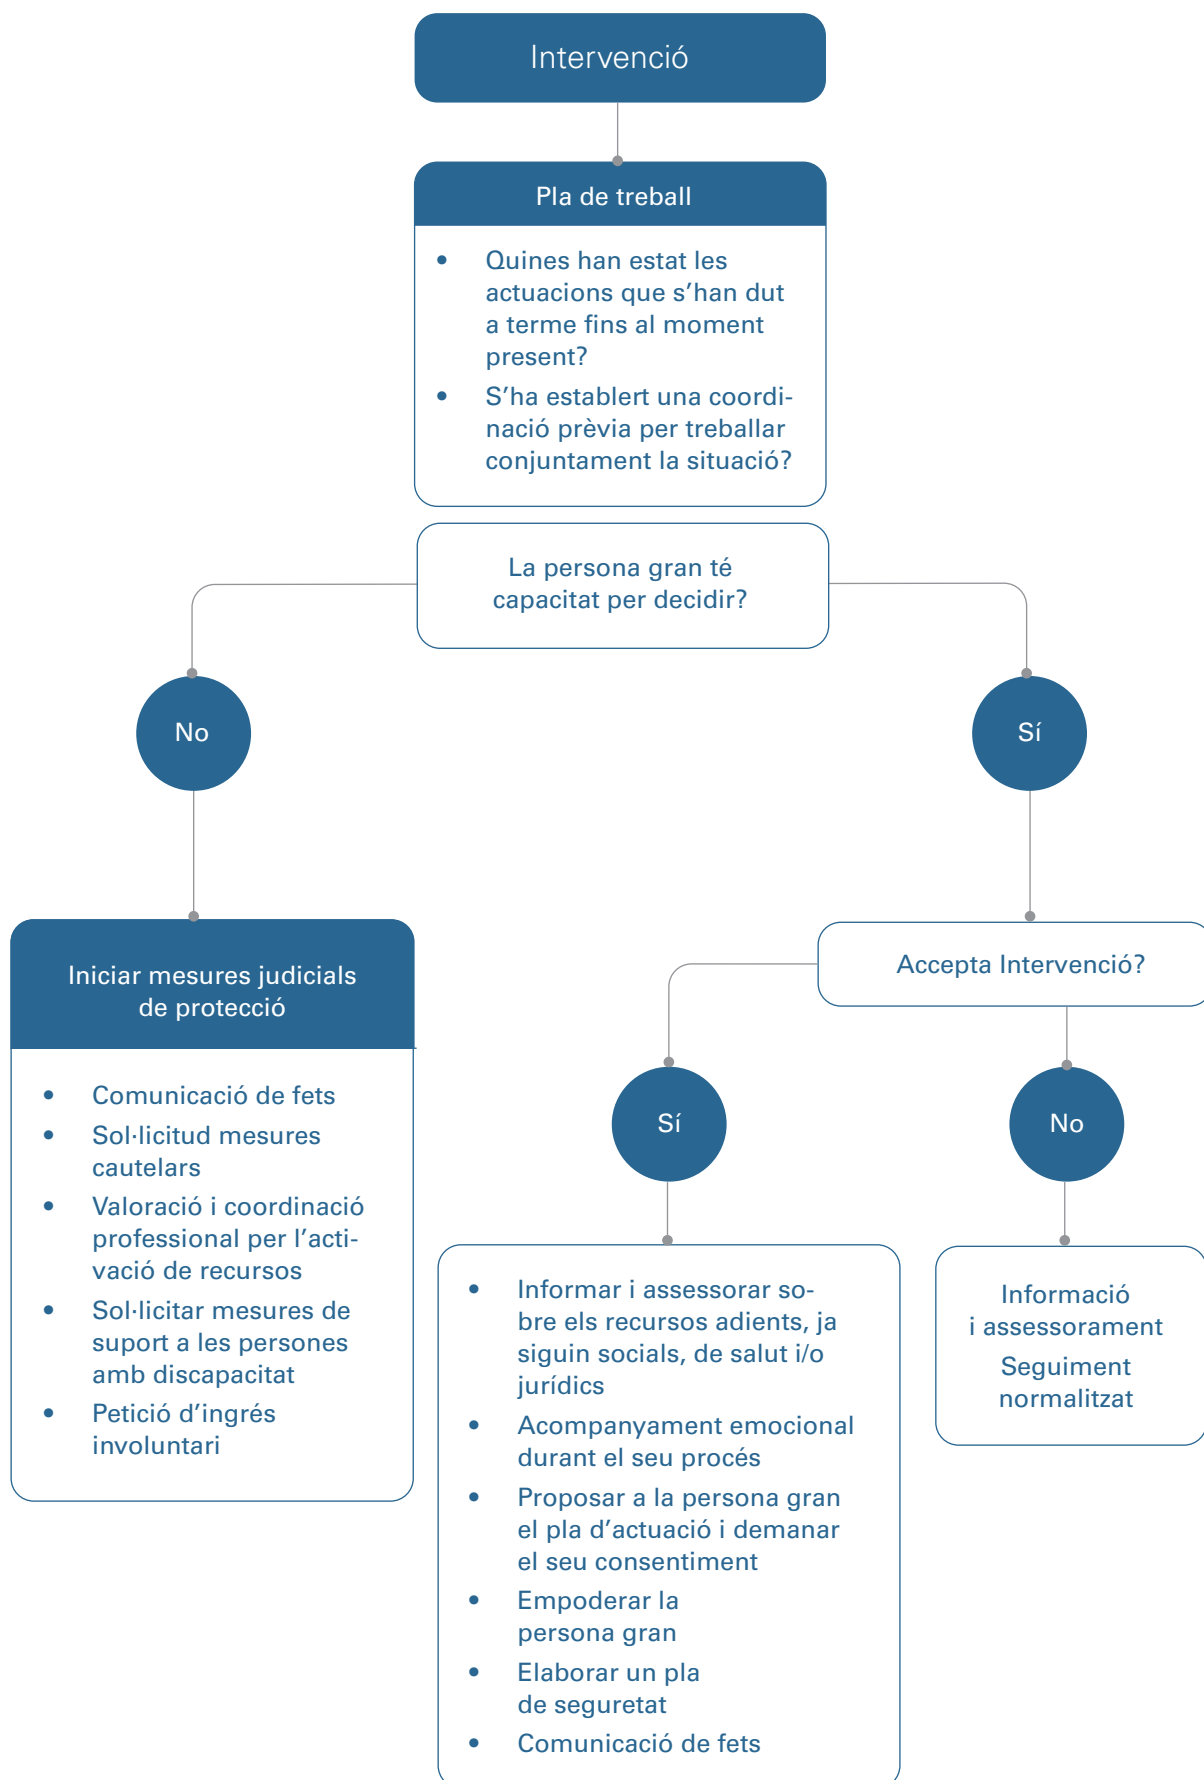 Intervenció
Pla de treball
• Quines han estat les
actuacions que s’han dut
a terme fins al moment
present?
• S’ha establert una coordi-
nació prèvia per treballar
conjuntament la situació?
La persona gran té
capacitat per decidir?
No
Sí
Iniciar mesures judicials
de protecció
• Comunicació de fets
• Sol·licitud mesures
cautelars
• Valoració i coordinació
professional per l’acti-
vació de recursos
• Sol·licitar mesures de
suport a les persones
amb discapacitat
• Petició d’ingrés
involuntari
Accepta Intervenció?
Sí
No
• Informar i assessorar so-
bre els recursos adients, ja
siguin socials, de salut i/o
jurídics
• Acompanyament emocional
durant el seu procés
• Proposar a la persona gran
el pla d’actuació i demanar
el seu consentiment
• Empoderar la
persona gran
• Elaborar un pla
de seguretat
• Comunicació de fets
Informació
i assessorament
Seguiment
normalitzat